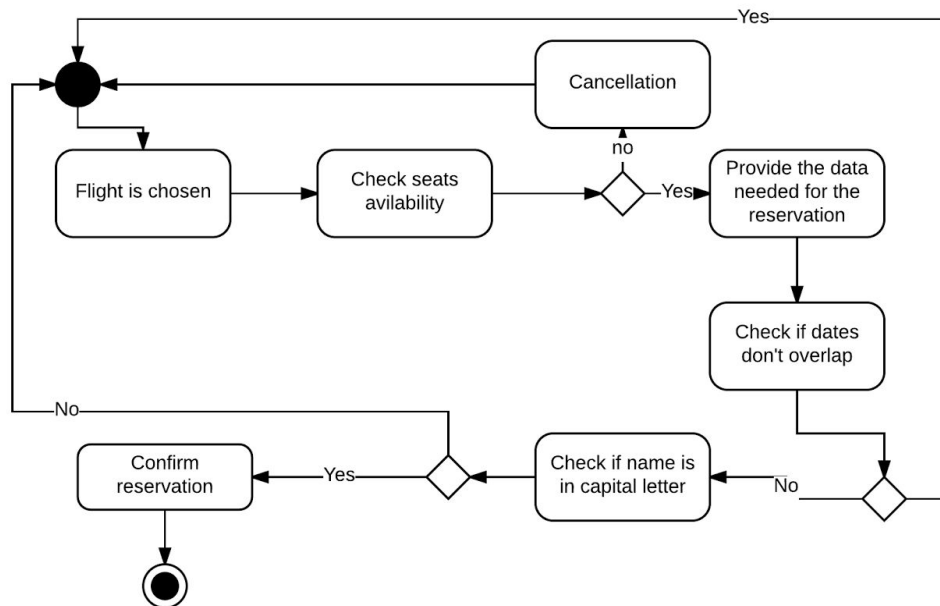 Yes
Cancellation
no
Flight is chosen
Check seats
avilability
Yes
Provide the data
needed for the
reservation
Check if dates
don't overlap
No
Confirm
reservation
Yes
Check if name is
in capital letter
No